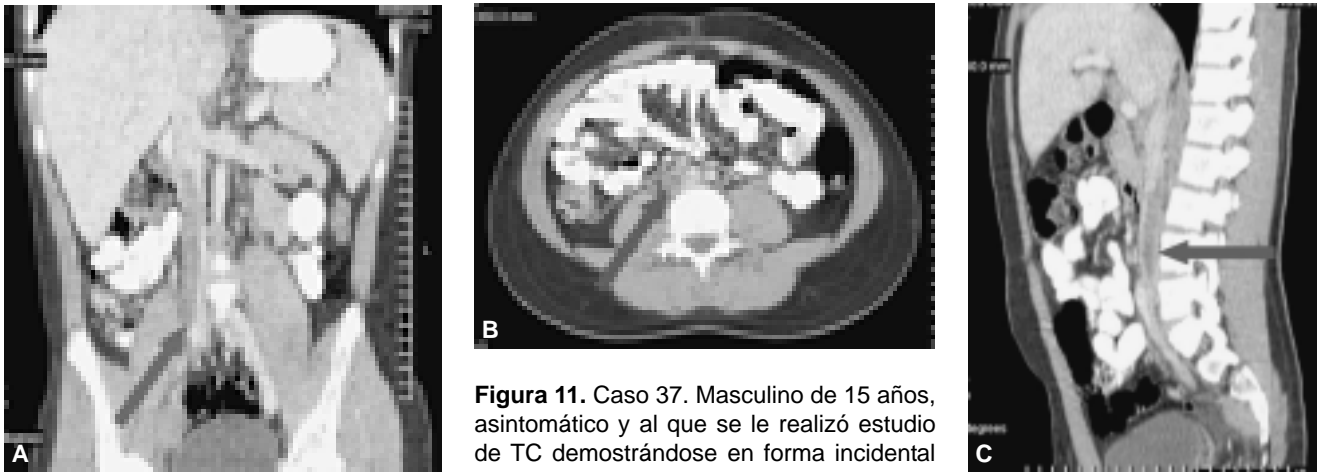 A
B
L
Figura 11. Caso 37. Masculino de 15 años,
asintomático y al que se le realizó estudio
de TC demostrándose en forma incidental
C